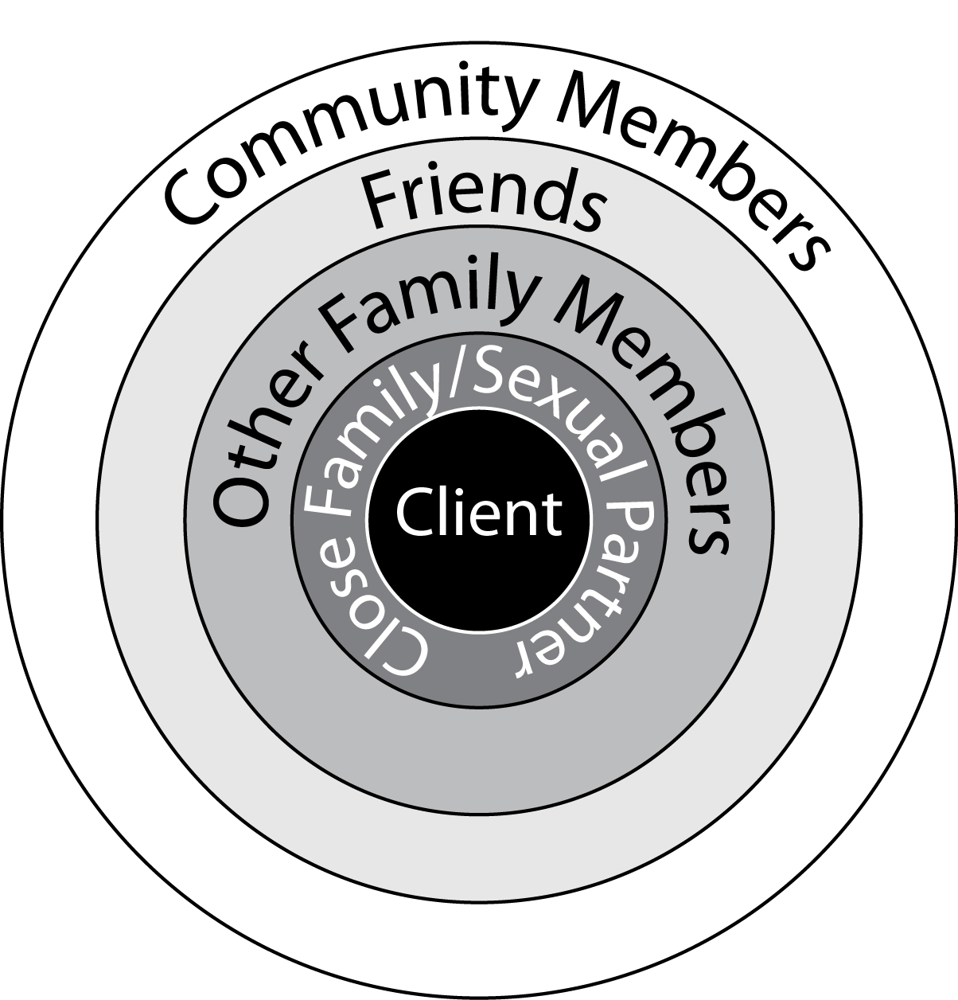 Community Members
Friends
Other Family Members
Close Family/Sexual Partner
Client